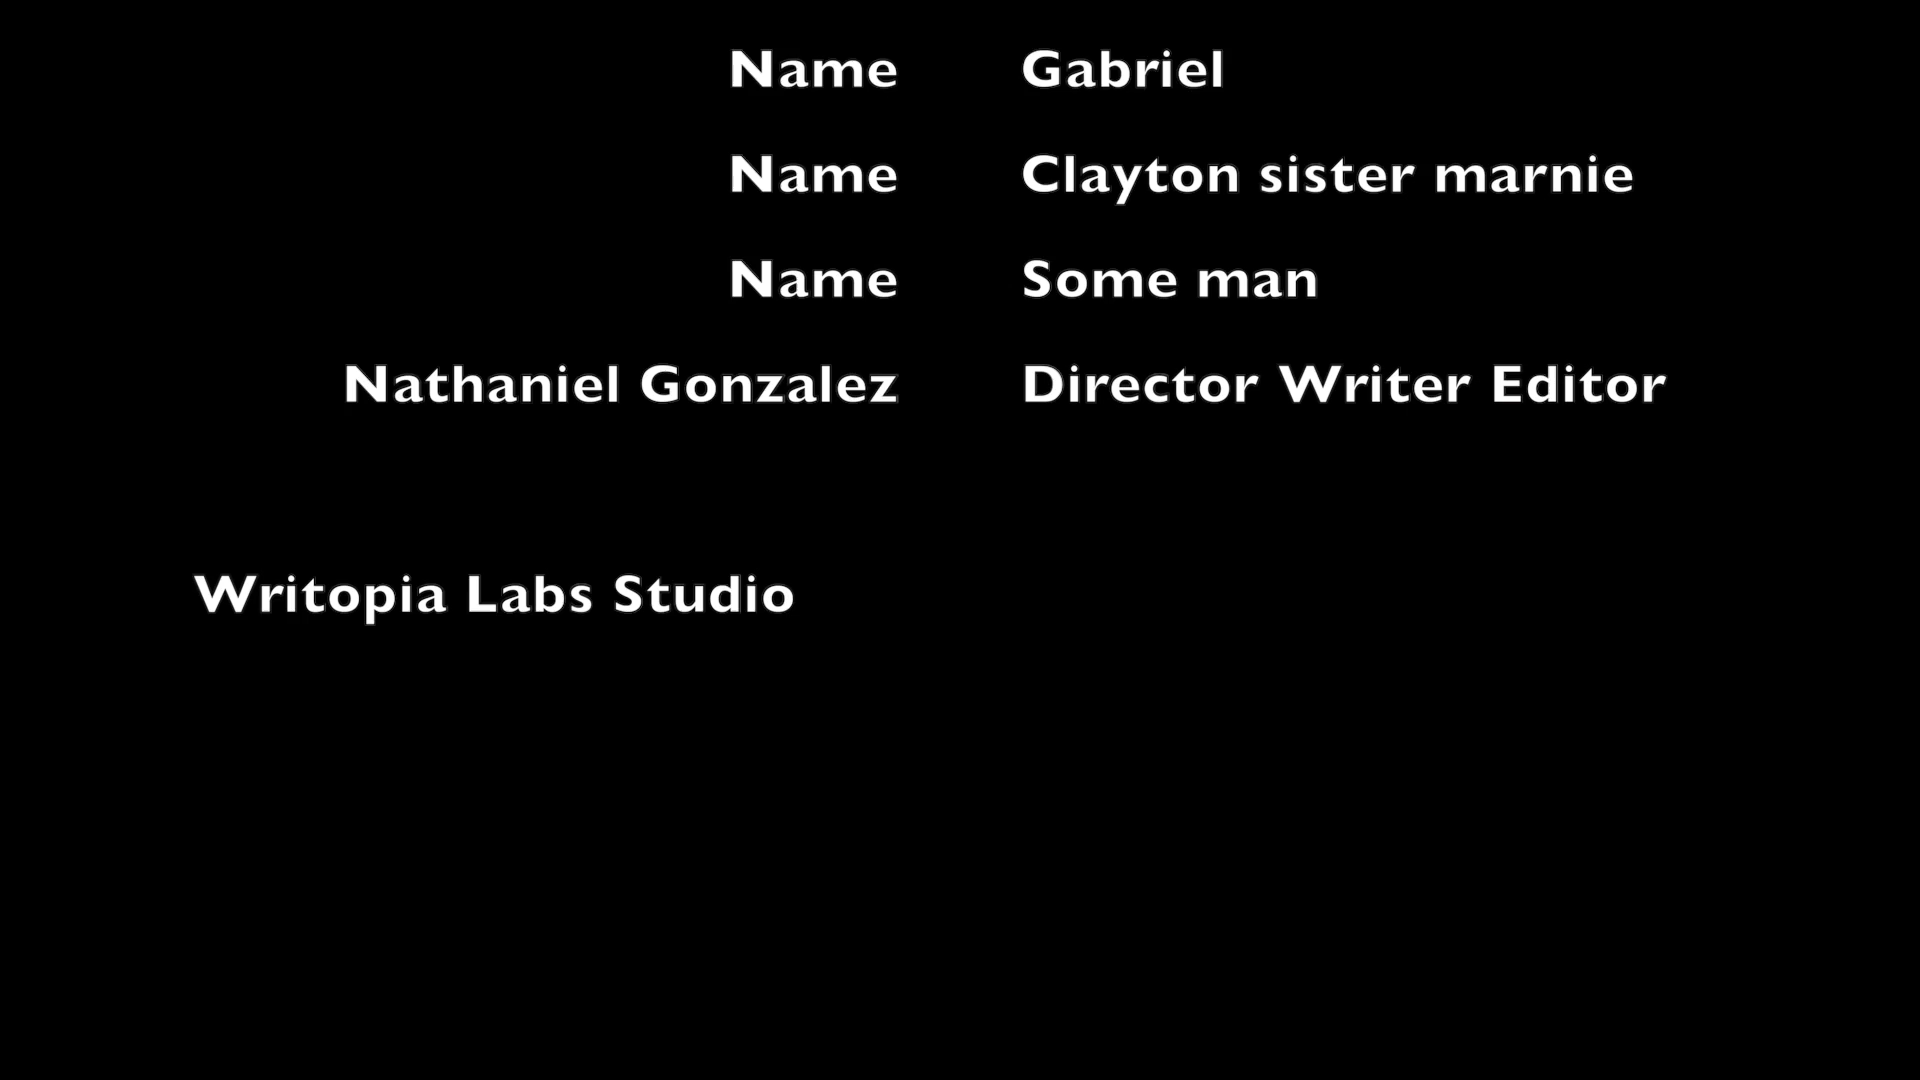 Name Gabriel
Name Clayton sister marnie
Name Some man
Nathaniel Gonzalez Director Writer Editor
Writopia Labs Studio